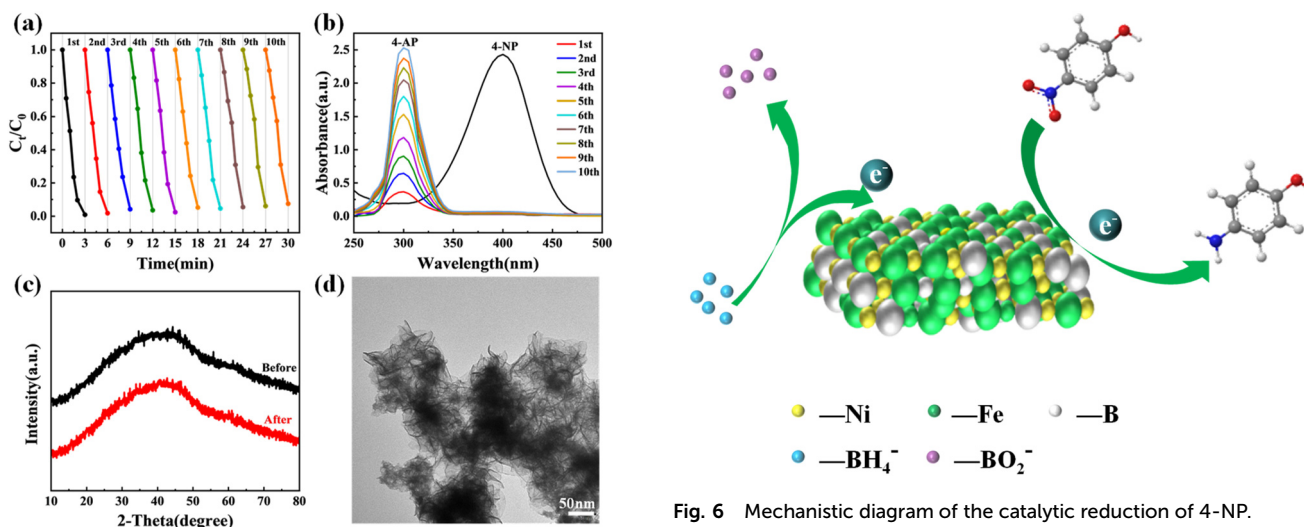 (a)
1st 2nd 3rd 4th 5th 6th 7th 8th 9th 10th
1.0
0.8
0.6
0.4
0.2
0.0
Ct/C0
0 3 6 9 12 15 18 21 24 27 30
Time(min)
(b)
4-AP
4-NP
1st
2nd
3rd
4th
5th
6th
7th
8th
9th
10th
2.5
2.0
1.5
1.0
0.5
0.0
Absorbance(a.u.)
250 300 350 400 450 500
Wavelength(nm)
(c)
Before
After
Intensity(a.u.)
10 20 30 40 50 60 70 80
2-Theta(degree)
(d)
50nm
e⁻
e⁻
—Ni —Fe —B
—BH₄⁻ —BO₂⁻
Fig. 6 Mechanistic diagram of the catalytic reduction of 4-NP.